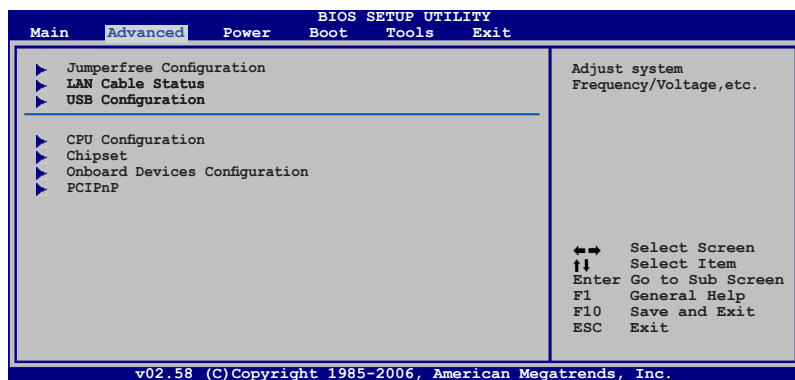 BIOS SETUP UTILITY
Main Advanced Power Boot Tools Exit
Jumperfree Configuration
LAN Cable Status
USB Configuration
CPU Configuration
Chipset
Onboard Devices Configuration
PCIPnP
Adjust system
Frequency/Voltage,etc.
Select Screen
Select Item
Enter Go to Sub Screen
F1 General Help
F10 Save and Exit
ESC Exit
v02.58 (C)Copyright 1985-2006, American Megatrends, Inc.